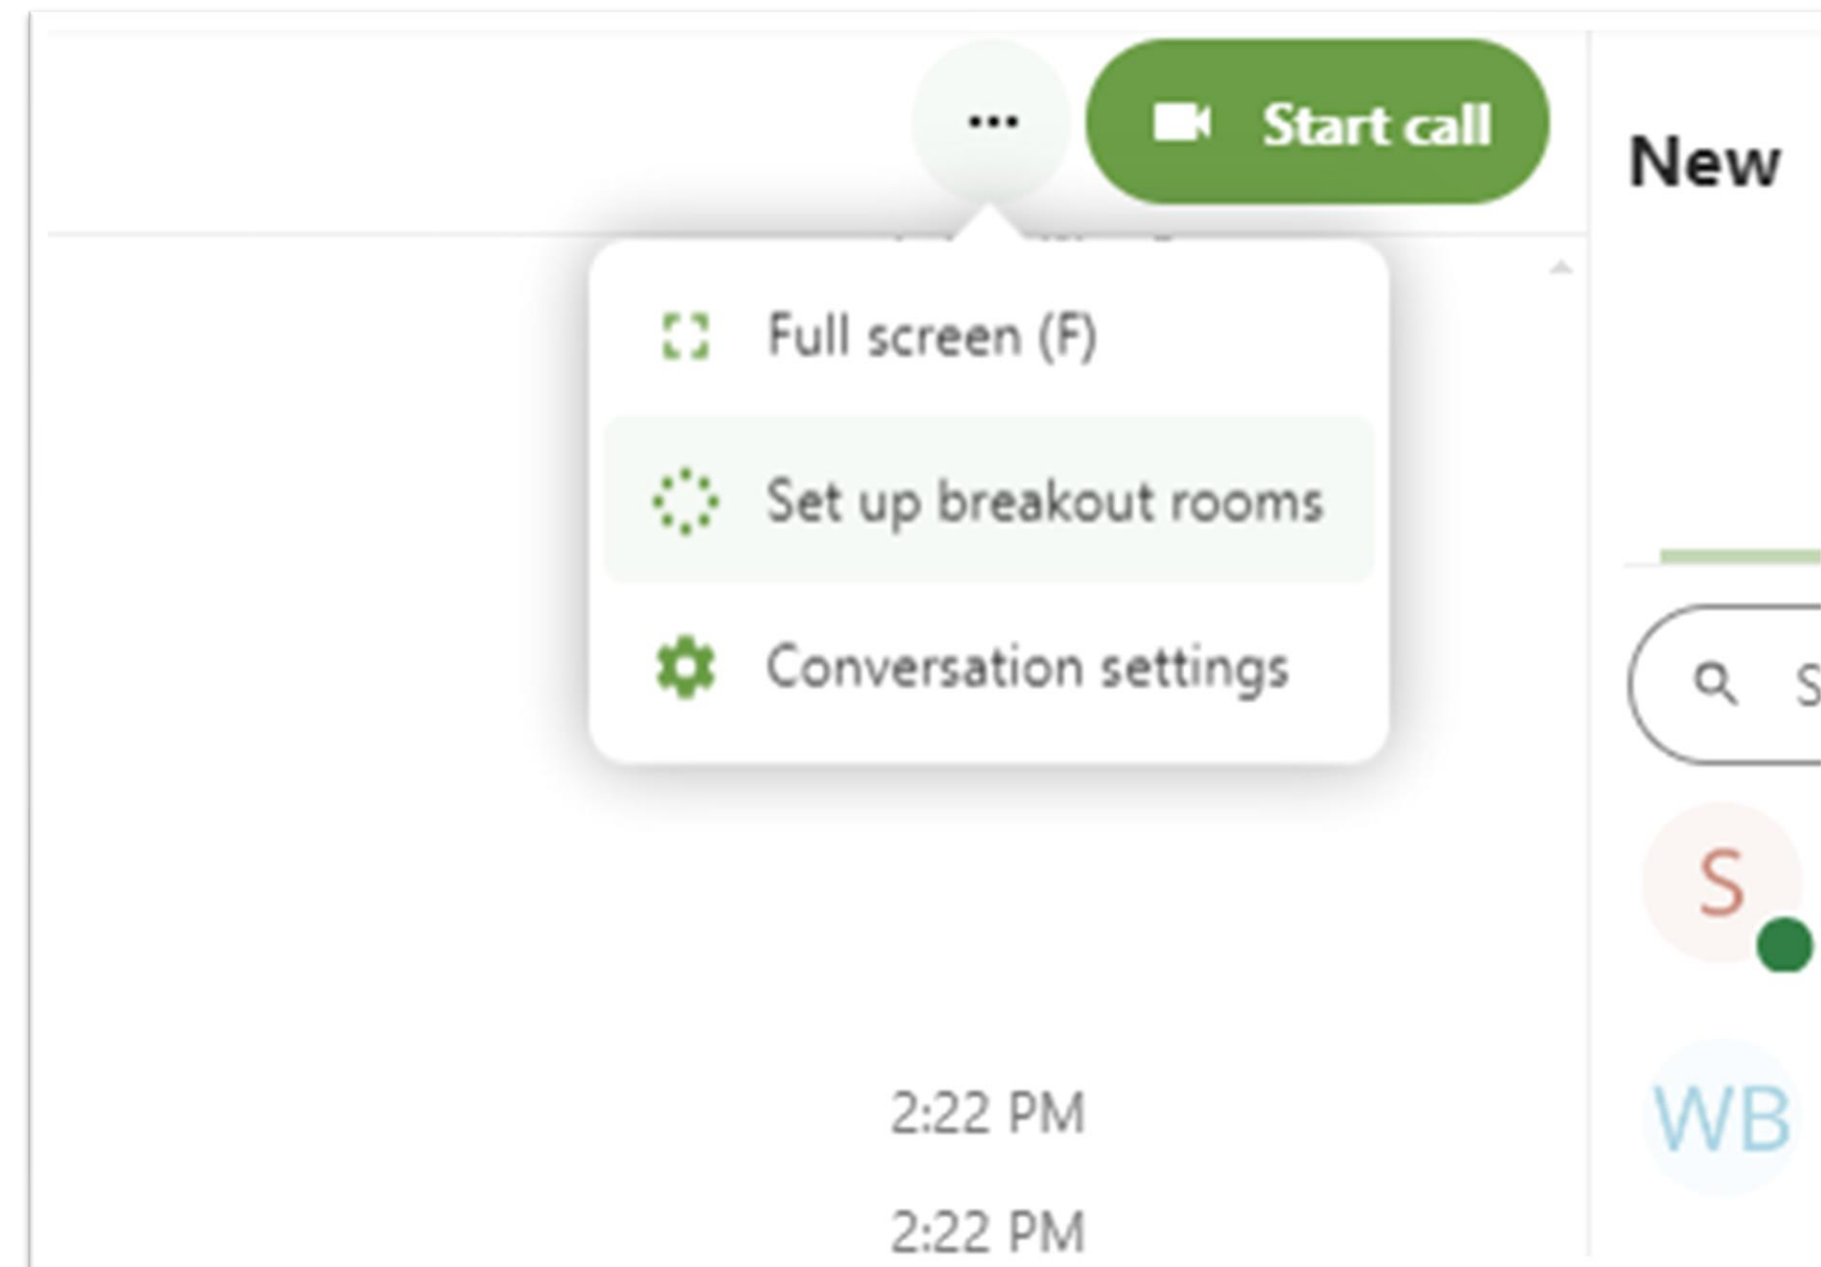 Start call
New
Full screen (F)
Set up breakout rooms
Conversation settings
S
S
WB
2:22 PM
2:22 PM